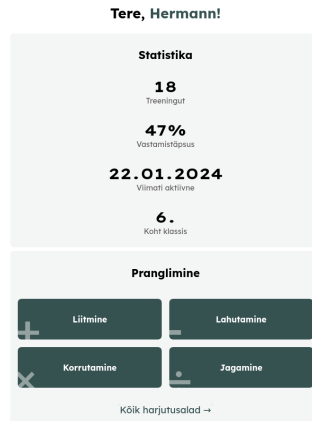 Tere, Hermann!
Statistika
18
Treeningut
47%
Vastamistäpsus
22.01.2024
Viimati aktiivne
6.
Koht klassis
Pranglimine
+ Liitmine
- Lahutamine
× Korrutamine
÷ Jagamine
Kõik harjutusalad →